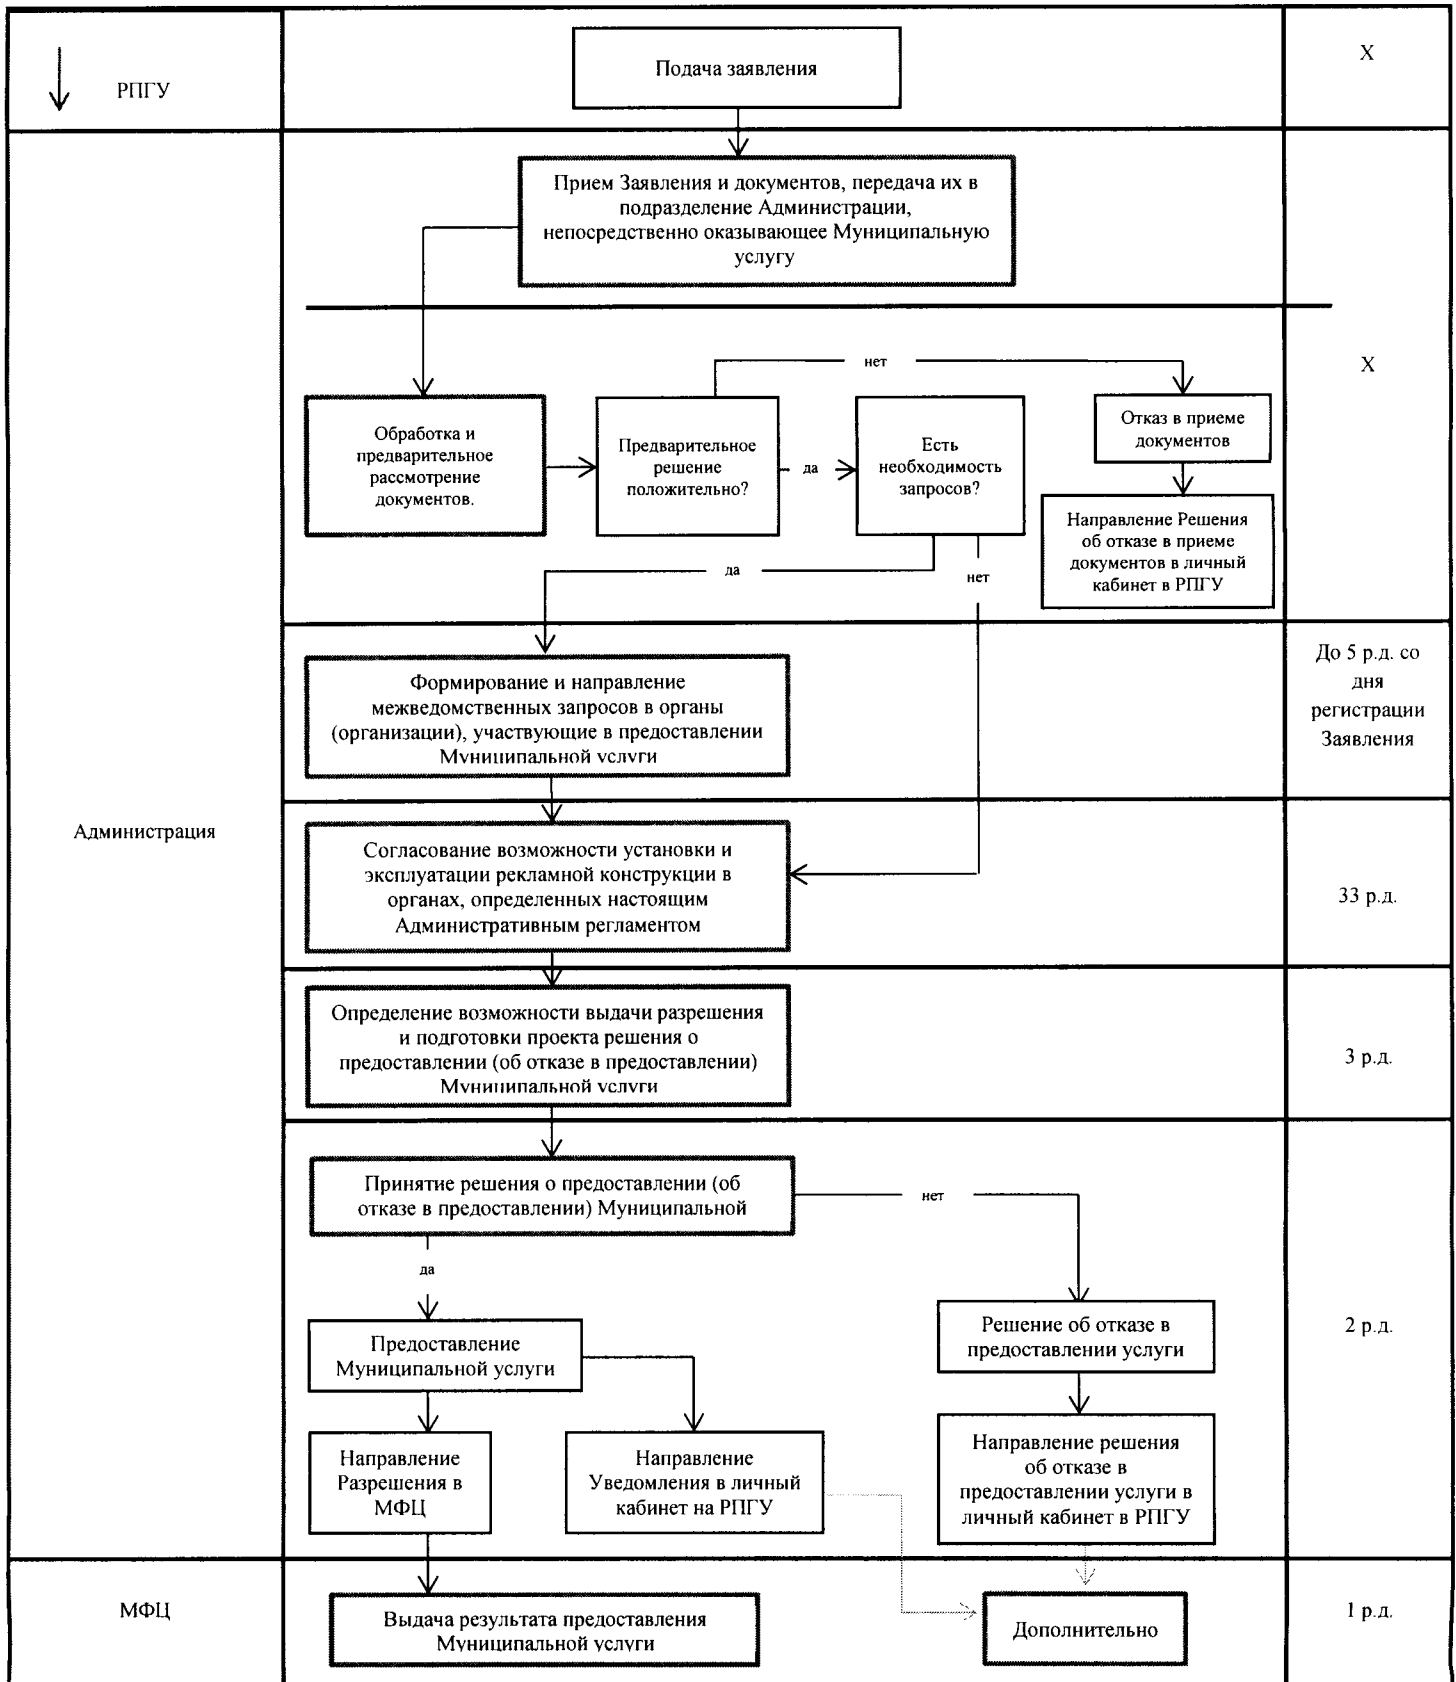 РПГУ
Подача заявления
X
Прием Заявления и документов, передача их в
подразделение Администрации,
непосредственно оказывающее Муниципальную
услугу
X
нет
Обработка и
предварительное
рассмотрение
документов.
Предварительное
решение
положительно?
да
Есть
необходимость
запросов?
Отказ в приеме
документов
Направление Решения
об отказе в приеме
документов в личный
кабинет в РПГУ
да
нет
Формирование и направление
межведомственных запросов в органы
(организации), участвующие в предоставлении
Муниципальной услуги
До 5 р.д. со
дня
регистрации
Заявления
Администрация
Согласование возможности установки и
эксплуатации рекламной конструкции в
органах, определенных настоящим
Административным регламентом
33 р.д.
Определение возможности выдачи разрешения
и подготовки проекта решения о
предоставлении (об отказе в предоставлении)
Муниципальной услуги
3 р.д.
Принятие решения о предоставлении (об
отказе в предоставлении) Муниципальной
нет
да
Предоставление
Муниципальной услуги
Решение об отказе в
предоставлении услуги
2 р.д.
Направление
Разрешения в
МФЦ
Направление
Уведомления в личный
кабинет на РПГУ
Направление решения
об отказе в
предоставлении услуги в
личный кабинет в РПГУ
МФЦ
Выдача результата предоставления
Муниципальной услуги
Дополнительно
1 р.д.